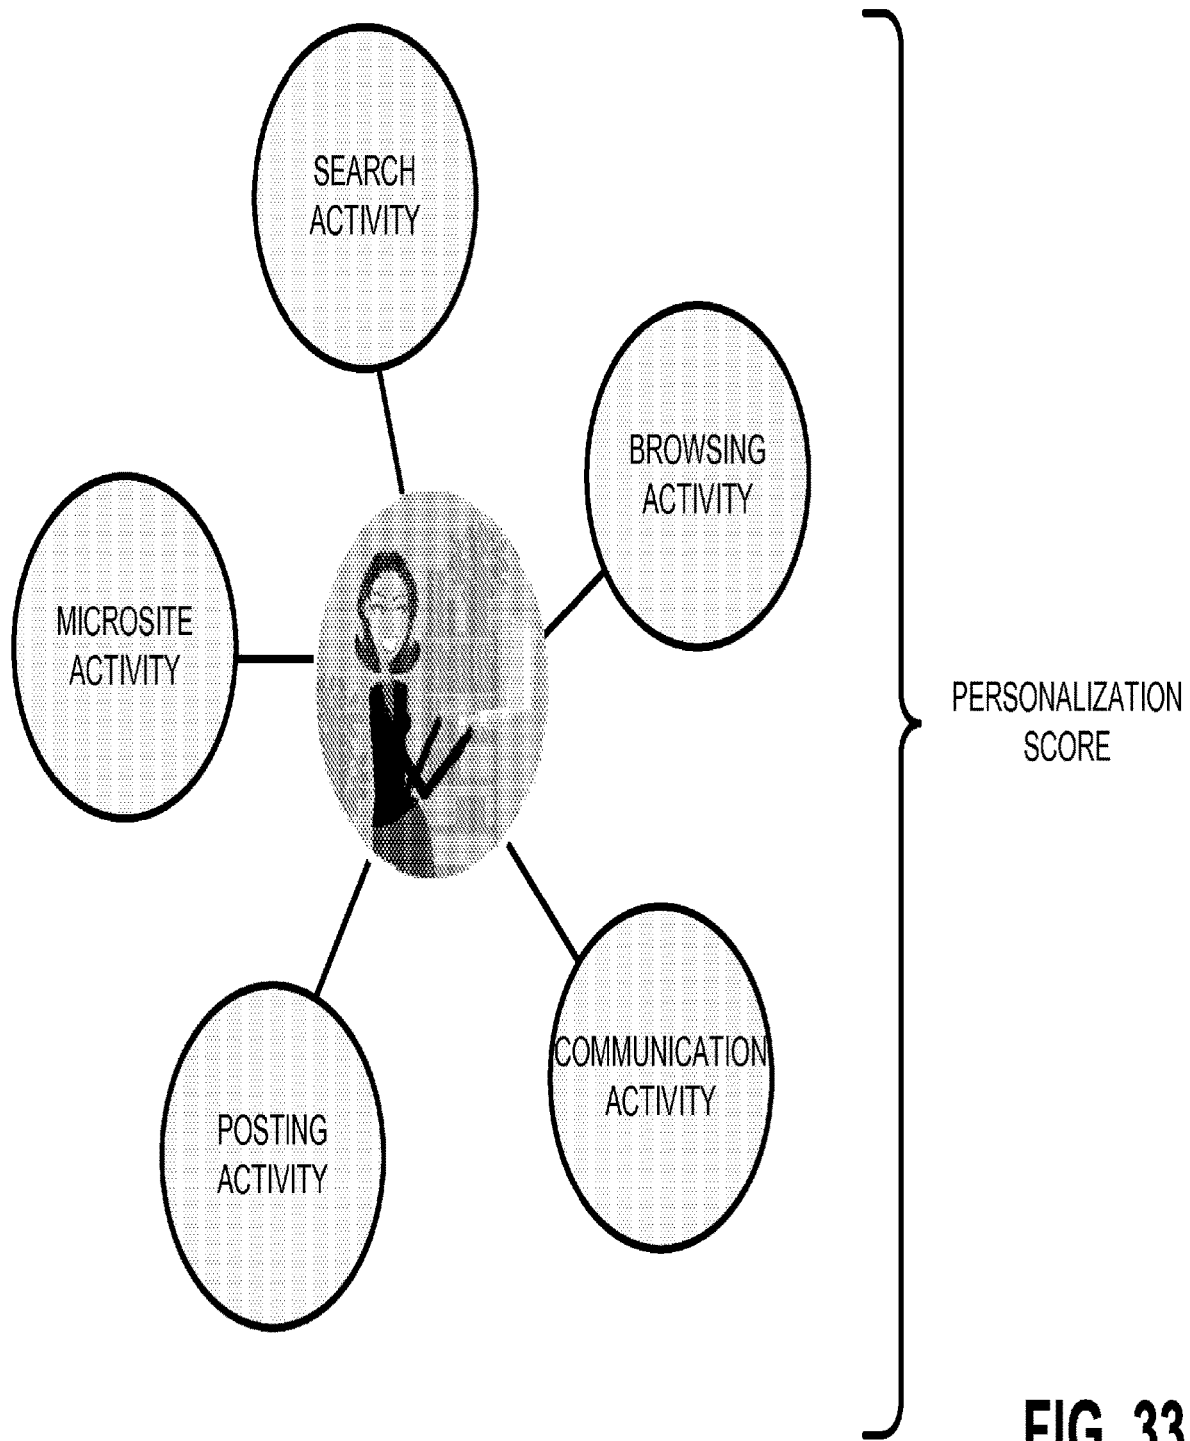 SEARCH
ACTIVITY
BROWSING
ACTIVITY
MICROSITE
ACTIVITY
PERSONALIZATION
SCORE
COMMUNICATION
ACTIVITY
POSTING
ACTIVITY
FIG. 33